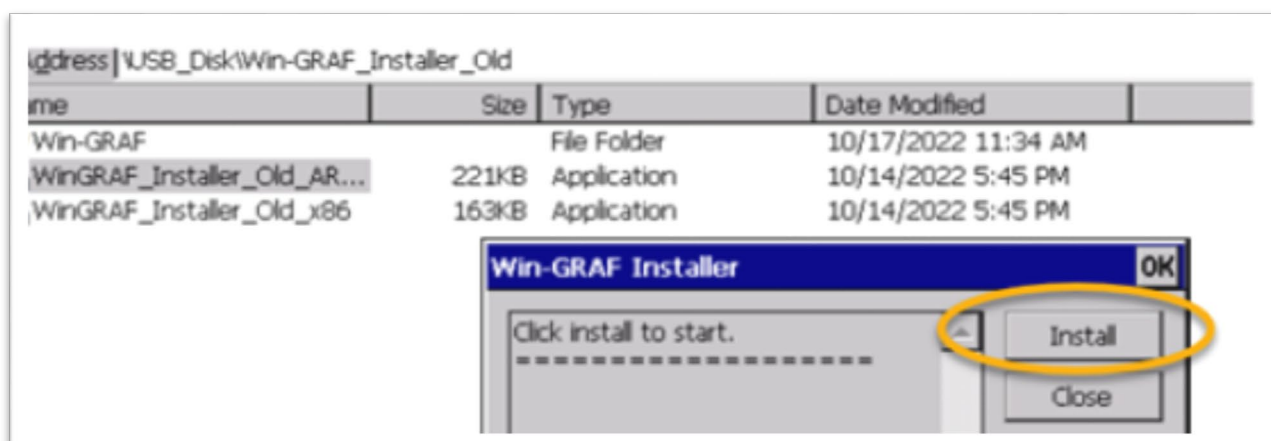 Address \USB_Disk\Win-GRAF_Installer_Old
me Size Type Date Modified
Win-GRAF File Folder 10/17/2022 11:34 AM
WinGRAF_Installer_Old_AR... 221KB Application 10/14/2022 5:45 PM
WinGRAF_Installer_Old_x86 163KB Application 10/14/2022 5:45 PM
Win-GRAF Installer OK
Click install to start. Install
===================
Close